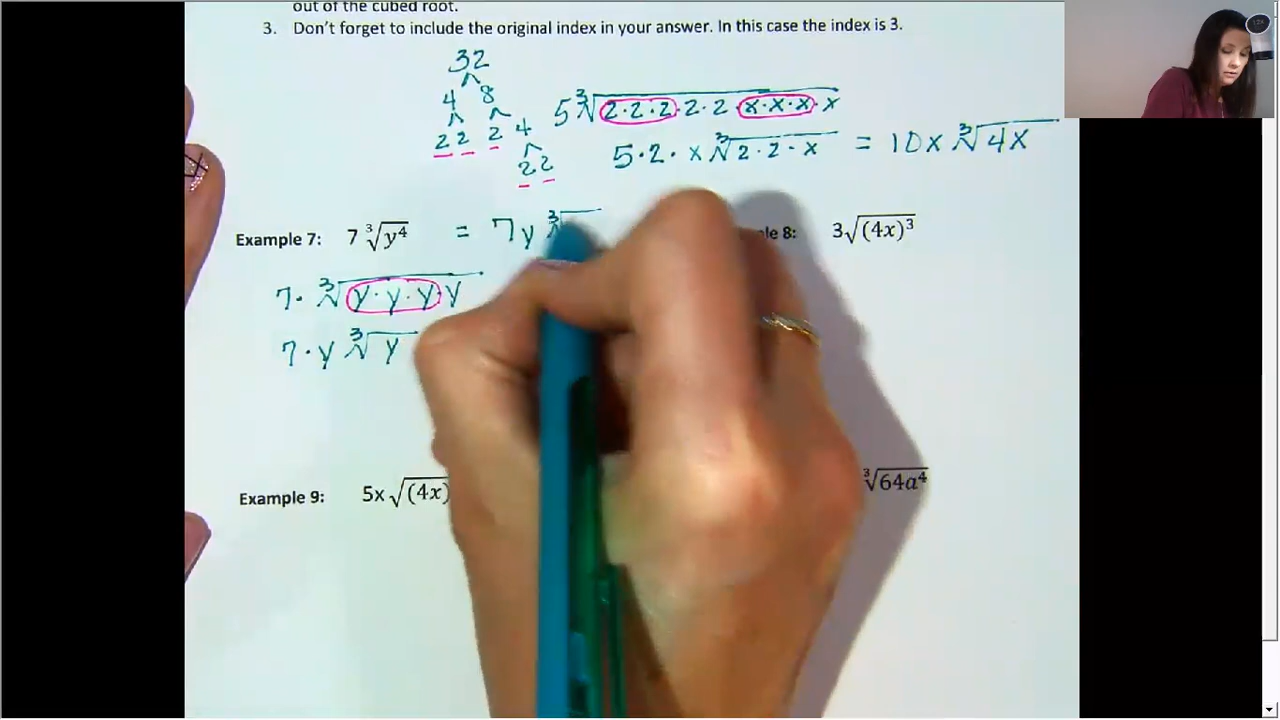 out of the cubed root.
3. Don't forget to include the original index in your answer. In this case the index is 3.
32
4 8
2 2 2 4
2 2
5∛2·2·2·2·2·x·x·x·x
5·2·x∛2·2·x = 10x∛4x
Example 7: 7∛y⁴ = 7y∛
7·∛y·y·y·y
7·y∛y
8: 3√(4x)³
Example 9: 5x√(4x)
∛64a⁴